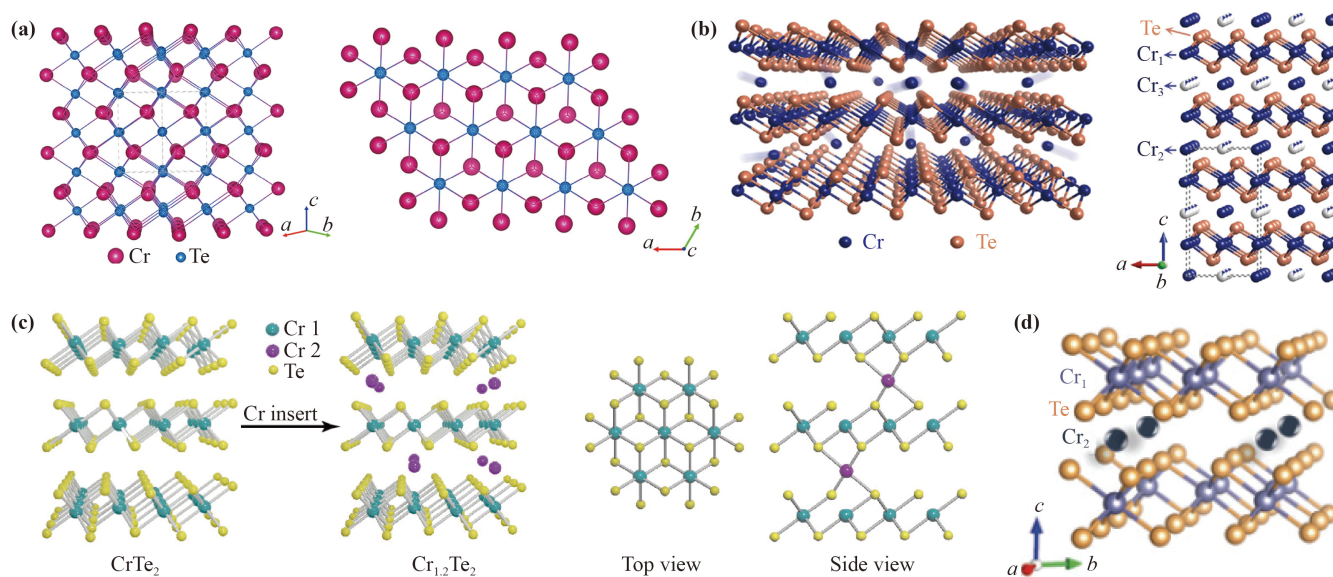 (a)
c
a
b
Cr
Te
b
a
c
(b)
Te
Cr₁
Cr₃
Cr₂
c
a
b
Cr
Te
(c)
Cr 1
Cr 2
Te
Cr insert
CrTe₂
Cr₁.₂Te₂
Top view
Side view
(d)
Cr₁
Te
Cr₂
c
a
b